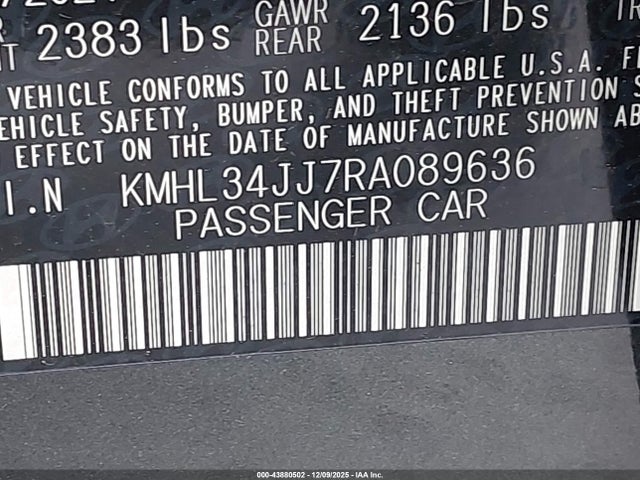 2383 lbs GAWR REAR 2136 lbs
VEHICLE CONFORMS TO ALL APPLICABLE U.S.A.
VEHICLE SAFETY, BUMPER, AND THEFT PREVENTION
EFFECT ON THE DATE OF MANUFACTURE SHOWN
I.N KMHL34JJ7RA089636
PASSENGER CAR
000-43880502 - 12/09/2025 - IAA Inc.